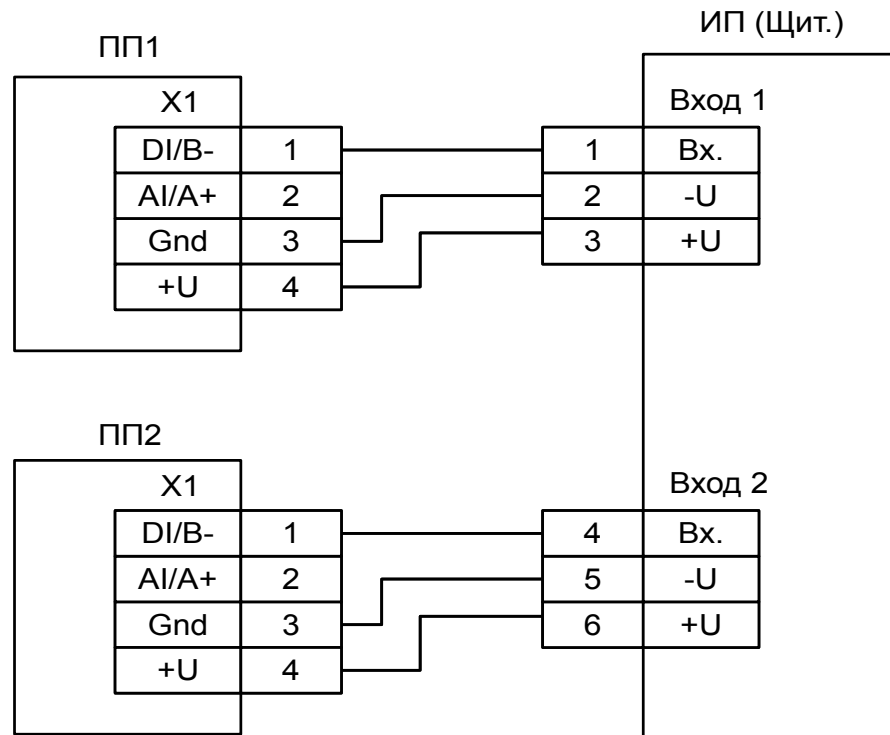 ИП (Щит.)
ПП1
X1
Вход 1
DI/B- 1 1 Вх.
AI/A+ 2 2 -U
Gnd 3 3 +U
+U 4
ПП2
X1
Вход 2
DI/B- 1 4 Вх.
AI/A+ 2 5 -U
Gnd 3 6 +U
+U 4